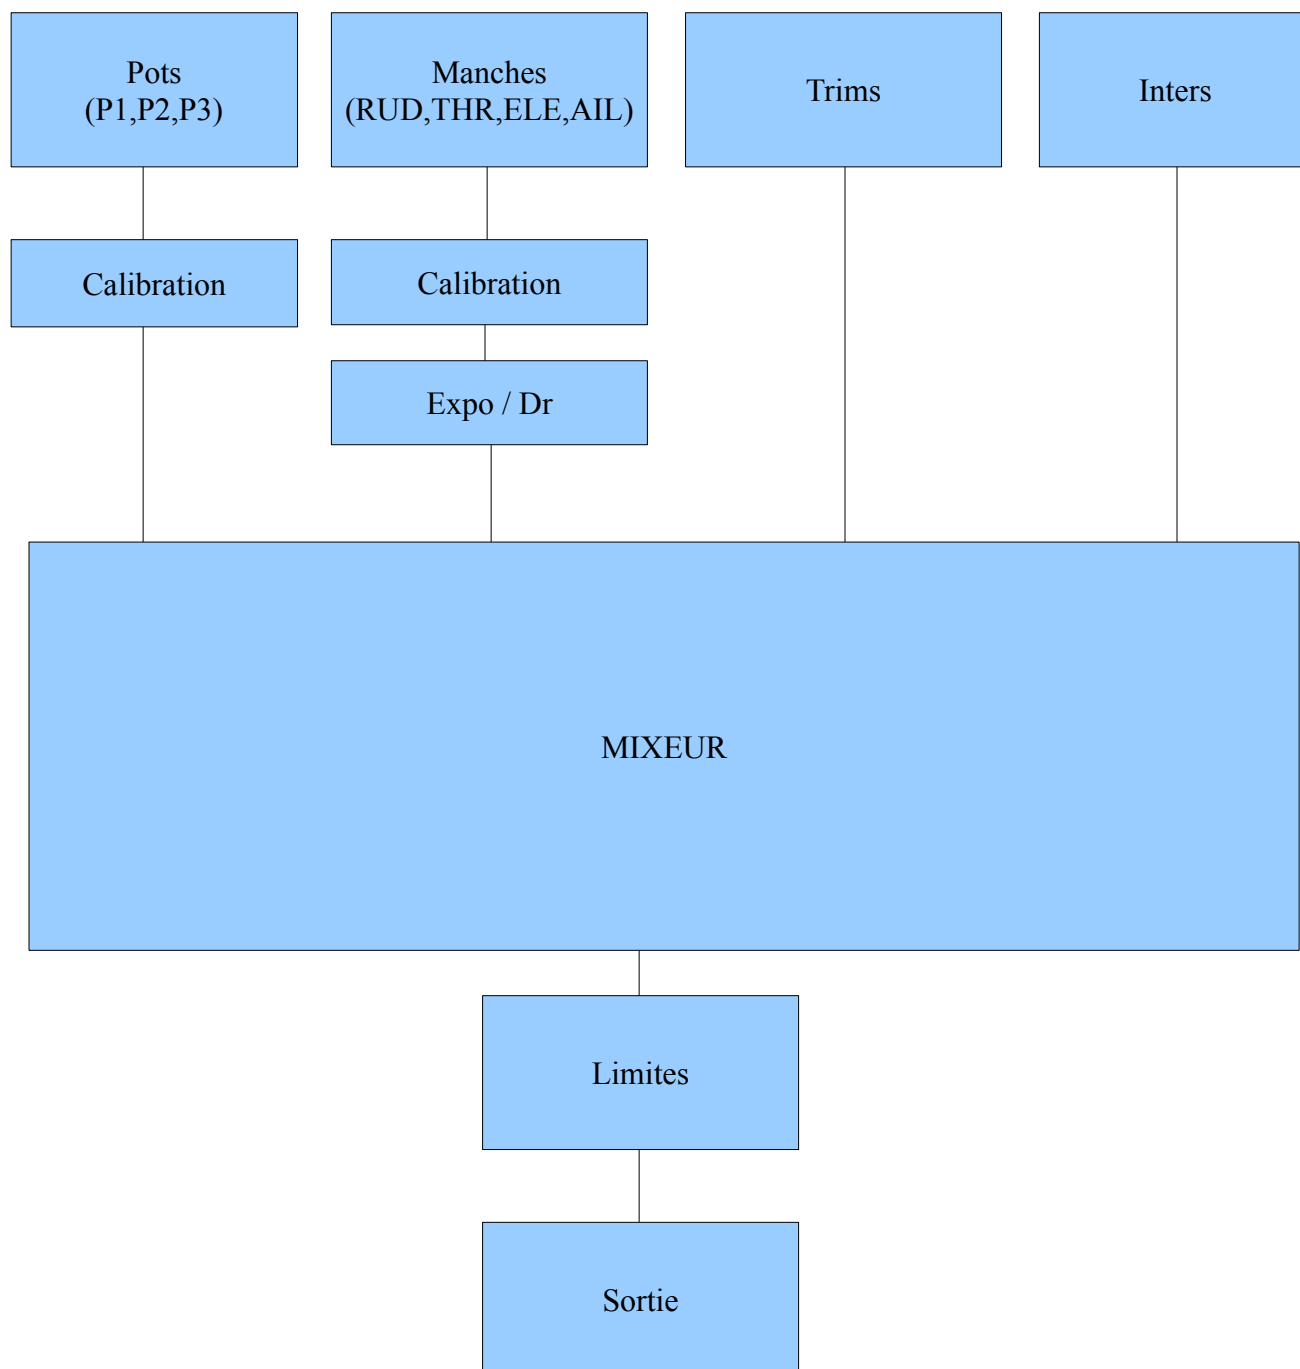 Pots
(P1,P2,P3)
Manches
(RUD,THR,ELE,AIL)
Trims
Inters
Calibration
Calibration
Expo / Dr
MIXEUR
Limites
Sortie